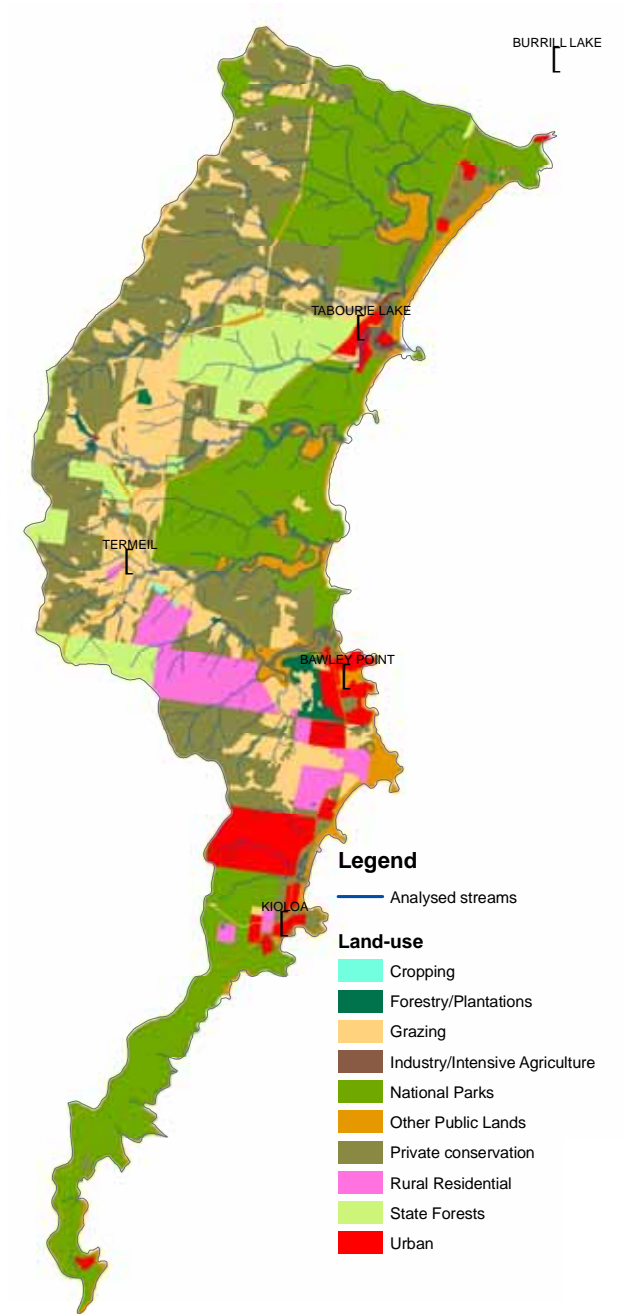 BURRILL LAKE
TABOURIE LAKE
TERMEIL
BAWLEY POINT
KIOLOA
Legend
Analysed streams
Land-use
Cropping
Forestry/Plantations
Grazing
Industry/Intensive Agriculture
National Parks
Other Public Lands
Private conservation
Rural Residential
State Forests
Urban